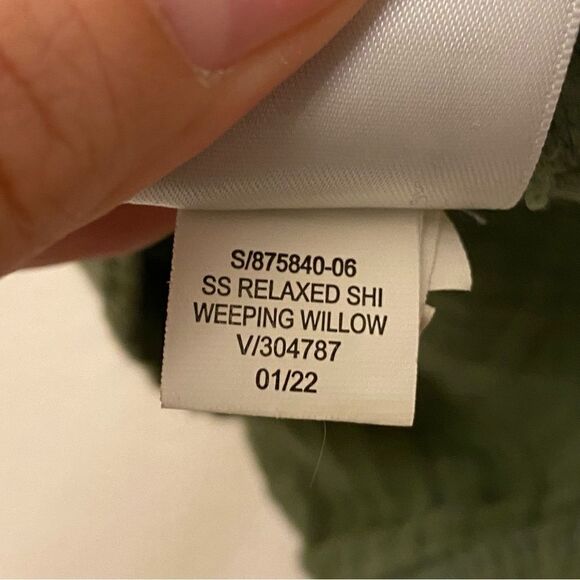 S/875840-06
SS RELAXED SHI
WEEPING WILLOW
V/304787
01/22